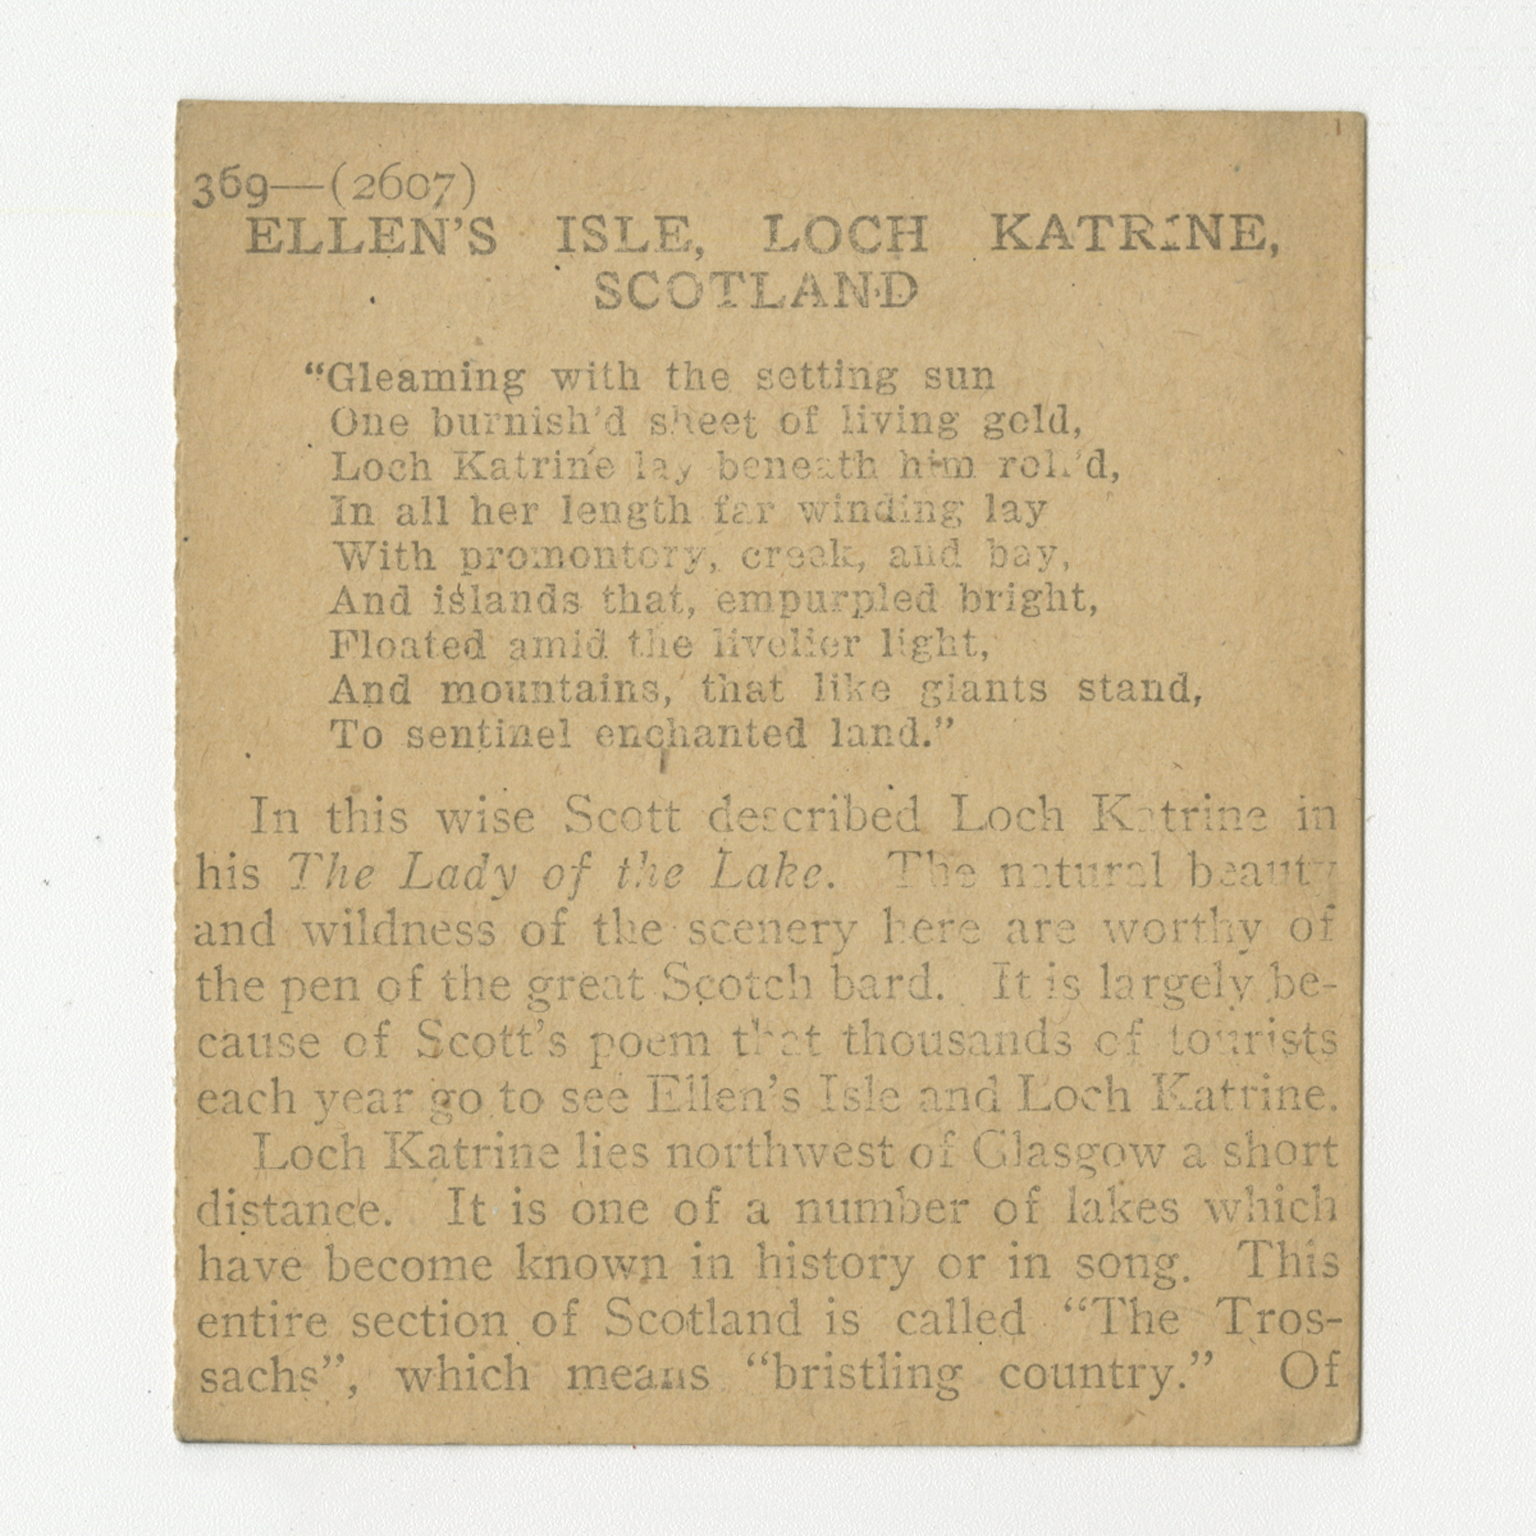 369—(2607)
ELLEN'S ISLE, LOCH KATRINE,
SCOTLAND
“Gleaming with the setting sun
One burnish'd sheet of living gold,
Loch Katrine lay beneath him roll'd,
In all her length far winding lay
With promontory, creek, and bay,
And islands that, empurpled bright,
Floated amid the livelier light,
And mountains, that like giants stand,
To sentinel enchanted land.”
In this wise Scott described Loch Katrine in
his The Lady of the Lake. The natural beauty
and wildness of the scenery here are worthy of
the pen of the great Scotch bard. It is largely be-
cause of Scott's poem that thousands of tourists
each year go to see Ellen's Isle and Loch Katrine.
Loch Katrine lies northwest of Glasgow a short
distance. It is one of a number of lakes which
have become known in history or in song. This
entire section of Scotland is called “The Tros-
sachs”, which means “bristling country.” Of